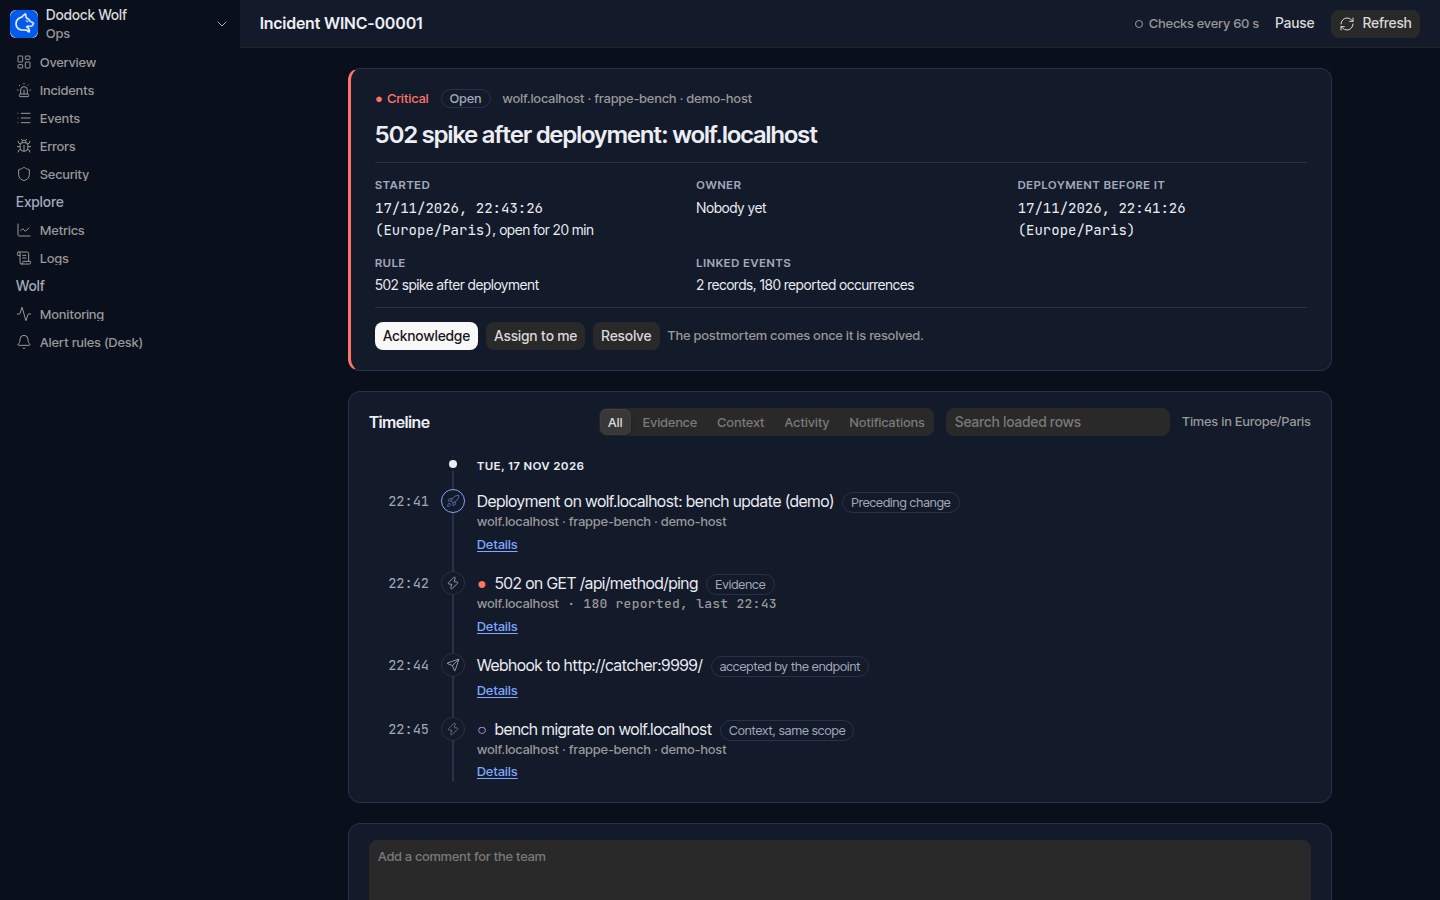 Dodock Wolf
Ops
Overview
Incidents
Events
Errors
Security
Explore
Metrics
Logs
Wolf
Monitoring
Alert rules (Desk)
Incident WINC-00001
Checks every 60 s
Pause
Refresh
Critical
Open
wolf.localhost · frappe-bench · demo-host
502 spike after deployment: wolf.localhost
STARTED
17/11/2026, 22:43:26
(Europe/Paris), open for 20 min
OWNER
Nobody yet
DEPLOYMENT BEFORE IT
17/11/2026, 22:41:26
(Europe/Paris)
RULE
502 spike after deployment
LINKED EVENTS
2 records, 180 reported occurrences
Acknowledge
Assign to me
Resolve
The postmortem comes once it is resolved.
Timeline
All
Evidence
Context
Activity
Notifications
Search loaded rows
Times in Europe/Paris
TUE, 17 NOV 2026
22:41
Deployment on wolf.localhost: bench update (demo)
Preceding change
wolf.localhost · frappe-bench · demo-host
Details
22:42
502 on GET /api/method/ping
Evidence
wolf.localhost · 180 reported, last 22:43
Details
22:44
Webhook to http://catcher:9999/
accepted by the endpoint
Details
22:45
bench migrate on wolf.localhost
Context, same scope
wolf.localhost · frappe-bench · demo-host
Details
Add a comment for the team